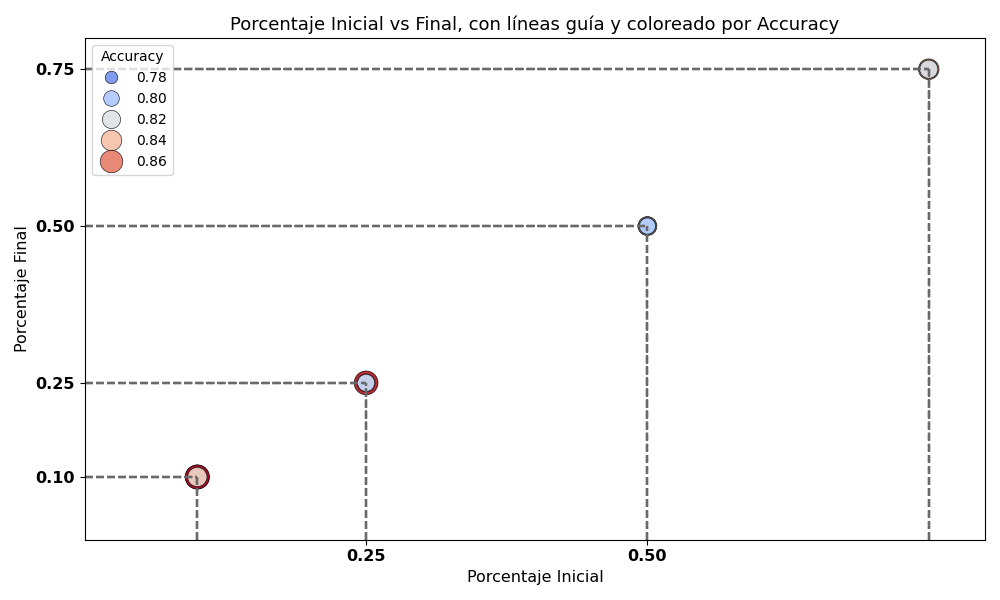 Porcentaje Inicial vs Final, con líneas guía y coloreado por Accuracy
Accuracy
0.78
0.80
0.82
0.84
0.86
0.75
0.50
0.25
0.10
Porcentaje Final
0.25
0.50
Porcentaje Inicial